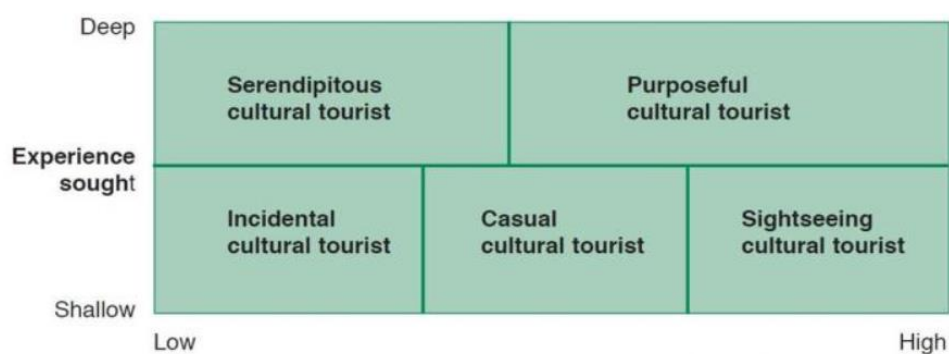 Deep
Serendipitous
cultural tourist
Purposeful
cultural tourist
Experience
sought
Incidental
cultural tourist
Casual
cultural tourist
Sightseeing
cultural tourist
Shallow
Low
High